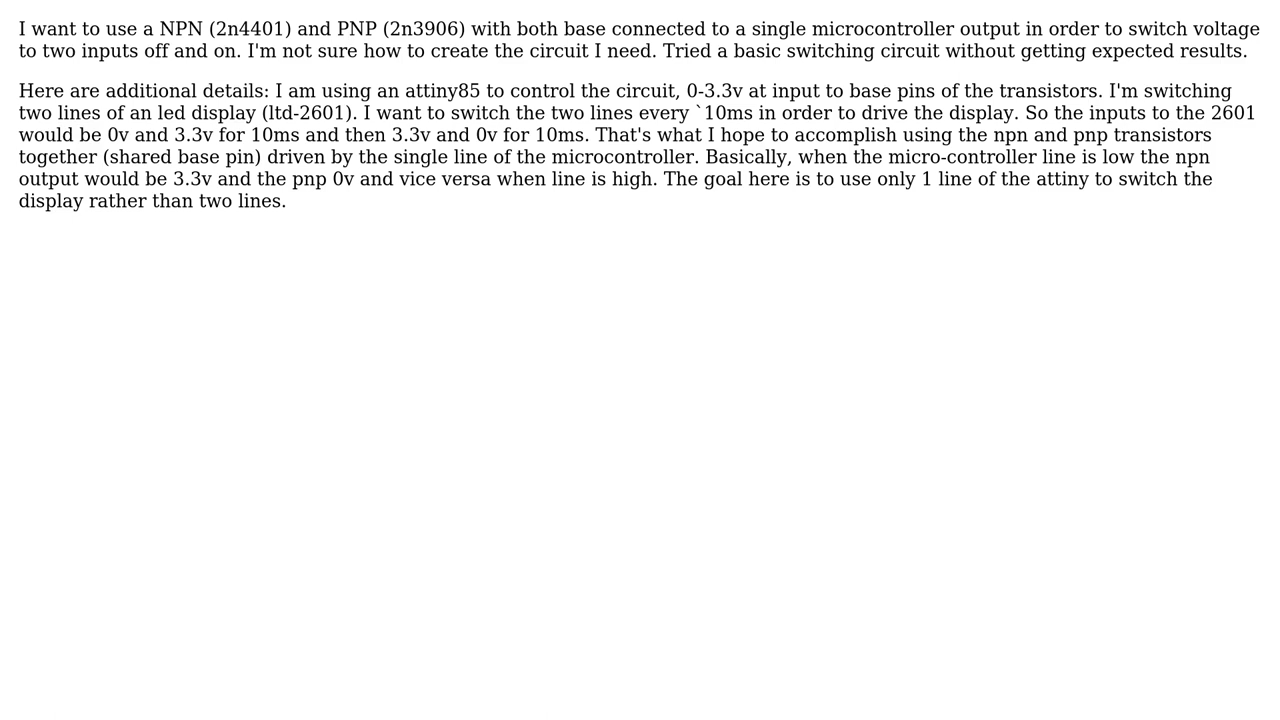 I want to use a NPN (2n4401) and PNP (2n3906) with both base connected to a single microcontroller output in order to switch voltage
to two inputs off and on. I'm not sure how to create the circuit I need. Tried a basic switching circuit without getting expected results.
Here are additional details: I am using an attiny85 to control the circuit, 0-3.3v at input to base pins of the transistors. I'm switching
two lines of an led display (ltd-2601). I want to switch the two lines every `10ms in order to drive the display. So the inputs to the 2601
would be 0v and 3.3v for 10ms and then 3.3v and 0v for 10ms. That's what I hope to accomplish using the npn and pnp transistors
together (shared base pin) driven by the single line of the microcontroller. Basically, when the micro-controller line is low the npn
output would be 3.3v and the pnp 0v and vice versa when line is high. The goal here is to use only 1 line of the attiny to switch the
display rather than two lines.